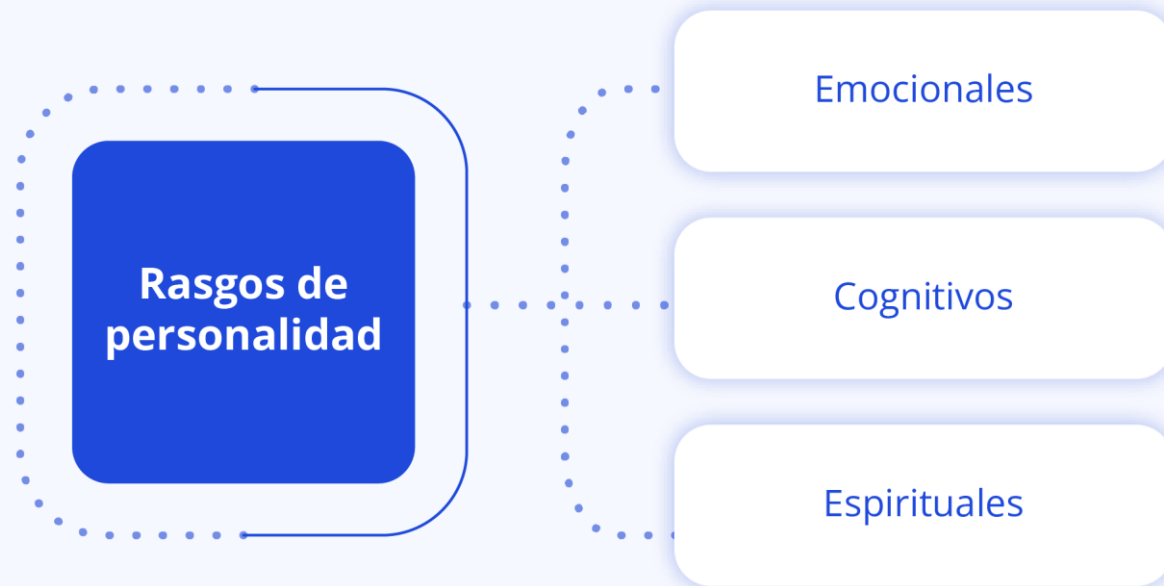 Rasgos de
personalidad
Emocionales
Cognitivos
Espirituales